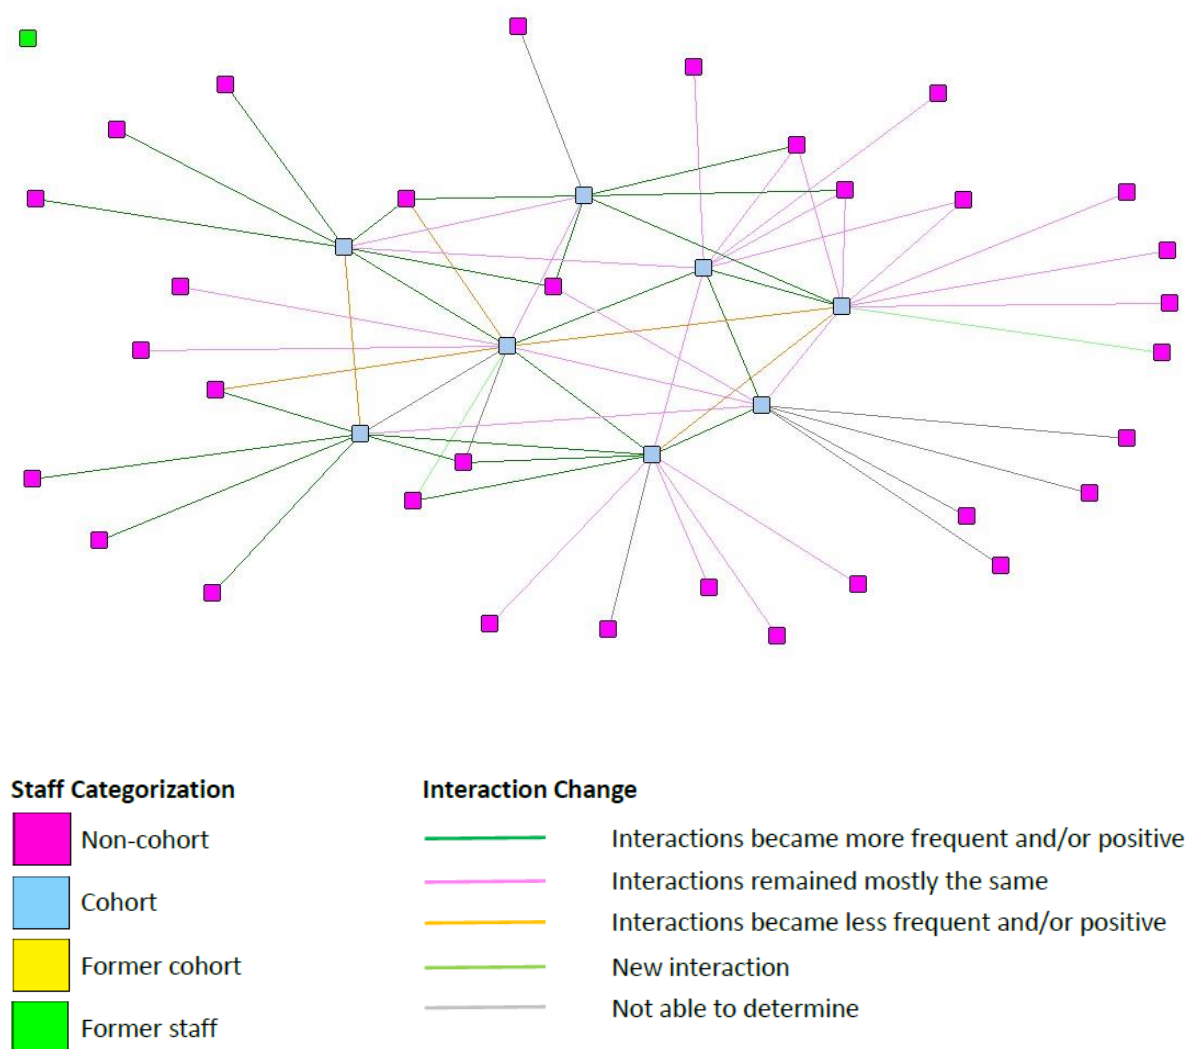 Staff Categorization
Interaction Change
Non-cohort
Interactions became more frequent and/or positive
Interactions remained mostly the same
Cohort
Interactions became less frequent and/or positive
Former cohort
New interaction
Not able to determine
Former staff